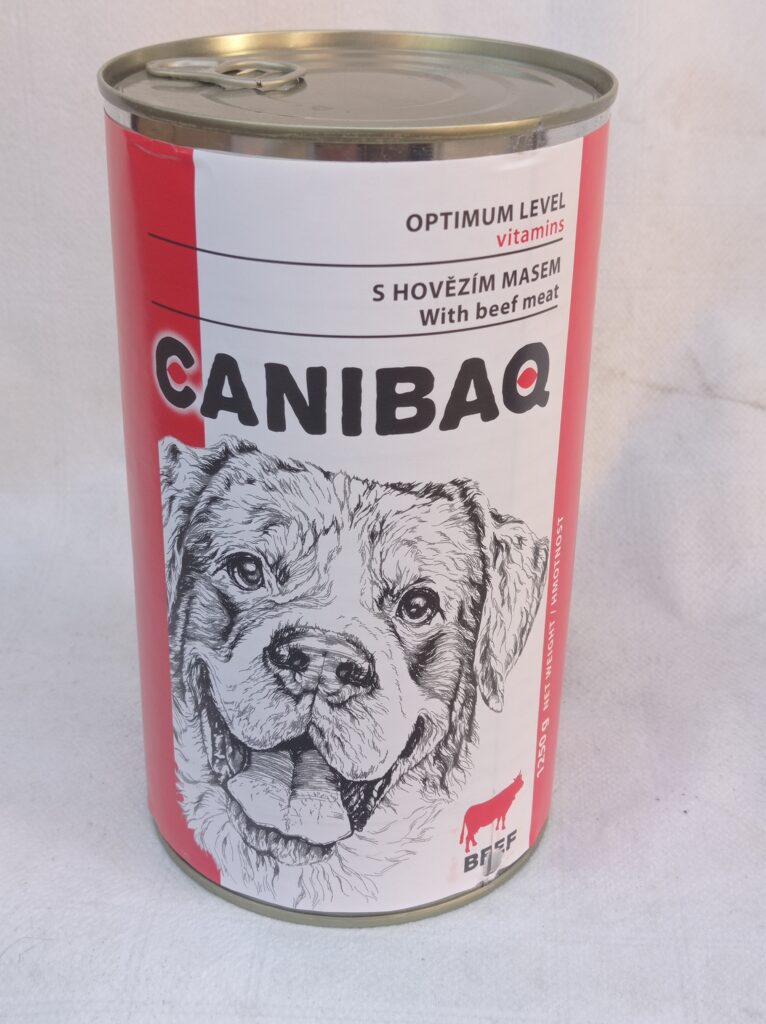 OPTIMUM LEVEL
vitamins
S HOVĚZÍM MASEM
With beef meat
CANIBAQ
1250 g NET WEIGHT / HMOTNOST
BEEF